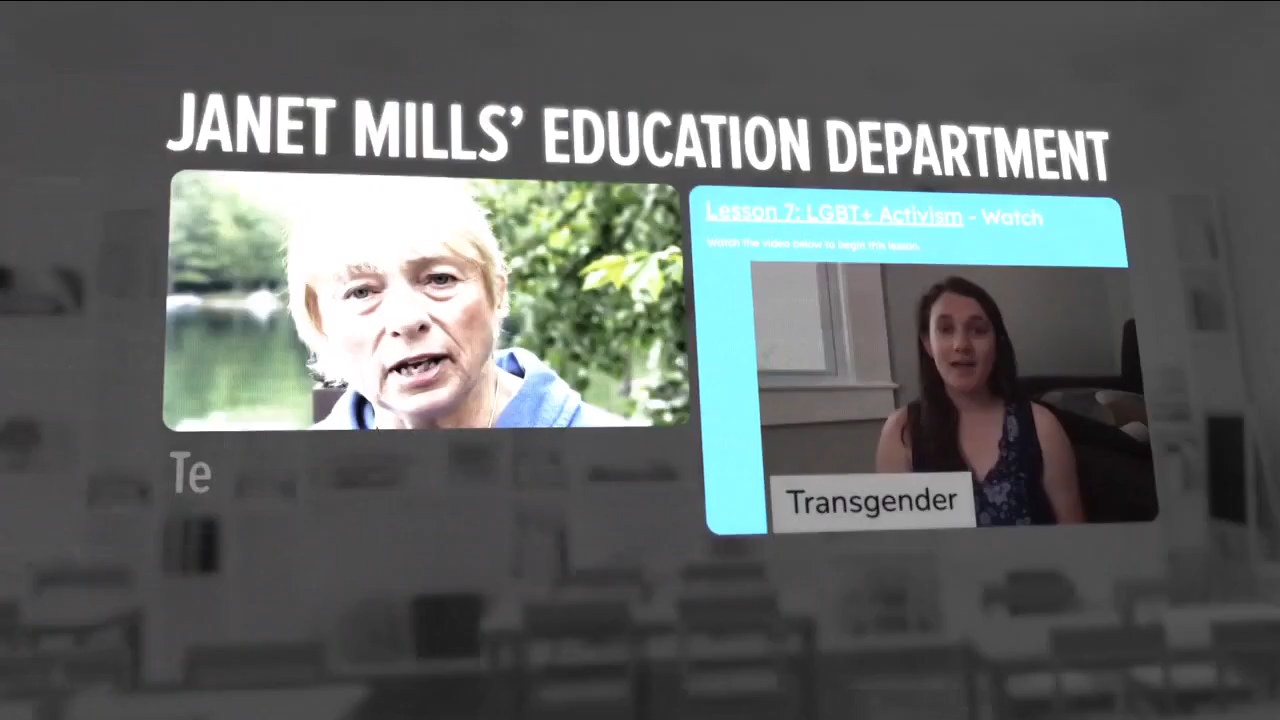 JANET MILLS' EDUCATION DEPARTMENT
Lesson 7: LGBT+ Activism - Watch
Watch the video below to begin this lesson.
Te
Transgender